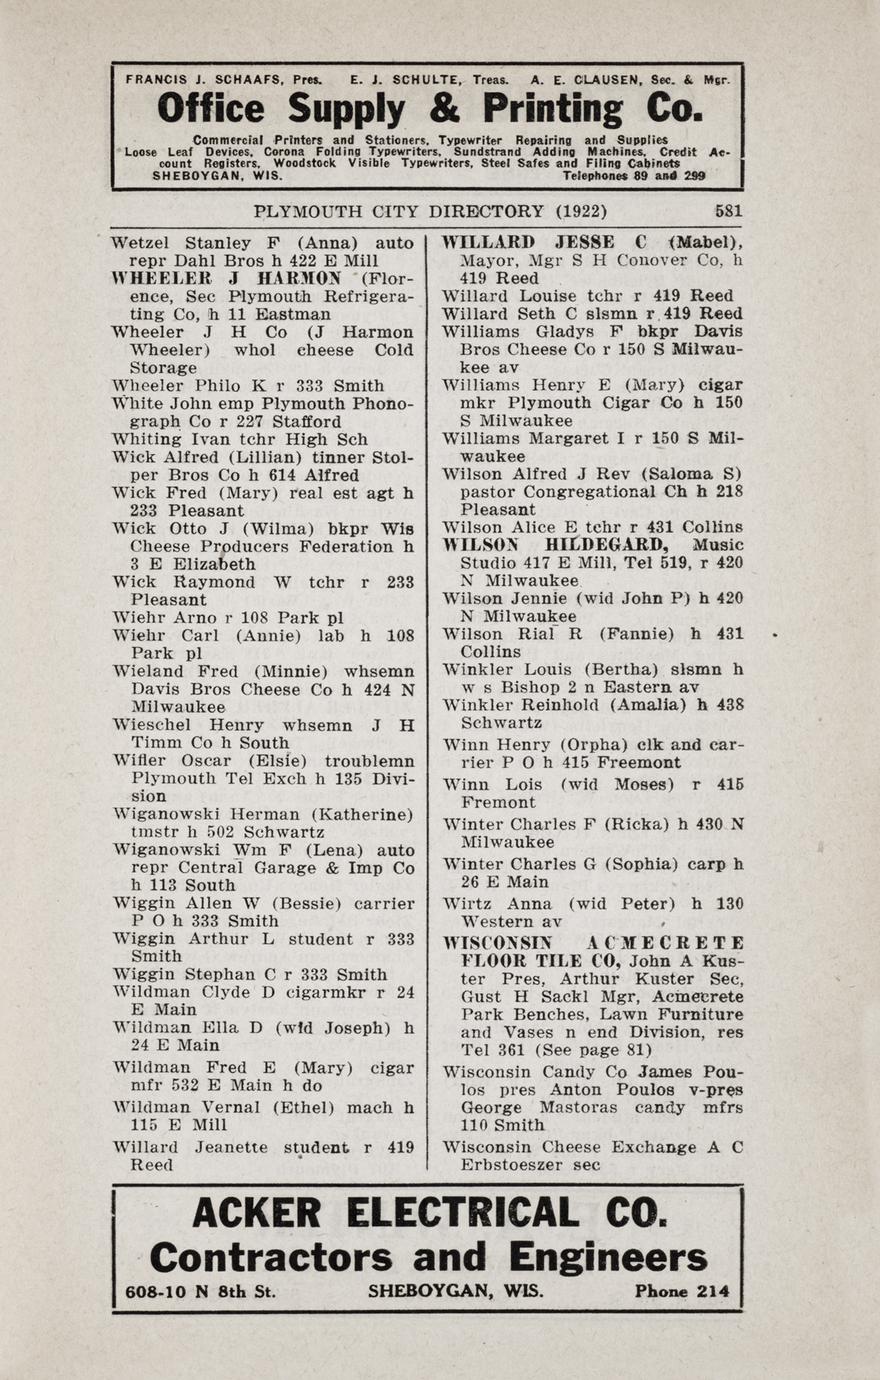 FRANCIS J. SCHAAFS, Pres. E. J. SCHULTE, Treas. A. E. CLAUSEN, Sec. & Mgr.
Office Supply & Printing Co.
Commercial Printers and Stationers, Typewriter Repairing and Supplies
Loose Leaf Devices, Corona Folding Typewriters, Sundstrand Adding Machines, Credit Ac-
count Registers, Woodstock Visible Typewriters, Steel Safes and Filing Cabinets
SHEBOYGAN, WIS. Telephones 89 and 299
PLYMOUTH CITY DIRECTORY (1922) 581
Wetzel Stanley F (Anna) auto
repr Dahl Bros h 422 E Mill
WHEELER J HARMON (Flor-
ence, Sec Plymouth Refrigera-
ting Co, h 11 Eastman
Wheeler J H Co (J Harmon
Wheeler) whol cheese Cold
Storage
Wheeler Philo K r 333 Smith
White John emp Plymouth Phono-
graph Co r 227 Stafford
Whiting Ivan tchr High Sch
Wick Alfred (Lillian) tinner Stol-
per Bros Co h 614 Alfred
Wick Fred (Mary) real est agt h
233 Pleasant
Wick Otto J (Wilma) bkpr Wis
Cheese Producers Federation h
3 E Elizabeth
Wick Raymond W tchr r 233
Pleasant
Wiehr Arno r 108 Park pl
Wiehr Carl (Annie) lab h 108
Park pl
Wieland Fred (Minnie) whsemn
Davis Bros Cheese Co h 424 N
Milwaukee
Wieschel Henry whsemn J H
Timm Co h South
Wifler Oscar (Elsie) troublemn
Plymouth Tel Exch h 135 Divi-
sion
Wiganowski Herman (Katherine)
tmstr h 502 Schwartz
Wiganowski Wm F (Lena) auto
repr Central Garage & Imp Co
h 113 South
Wiggin Allen W (Bessie) carrier
P O h 333 Smith
Wiggin Arthur L student r 333
Smith
Wiggin Stephan C r 333 Smith
Wildman Clyde D cigarmkr r 24
E Main
Wildman Ella D (wid Joseph) h
24 E Main
Wildman Fred E (Mary) cigar
mfr 532 E Main h do
Wildman Vernal (Ethel) mach h
115 E Mill
Willard Jeanette student r 419
Reed
WILLARD JESSE C (Mabel),
Mayor, Mgr S H Conover Co, h
419 Reed
Willard Louise tchr r 419 Reed
Willard Seth C slsmn r 419 Reed
Williams Gladys F bkpr Davis
Bros Cheese Co r 150 S Milwau-
kee av
Williams Henry E (Mary) cigar
mkr Plymouth Cigar Co h 150
S Milwaukee
Williams Margaret I r 150 S Mil-
waukee
Wilson Alfred J Rev (Saloma S)
pastor Congregational Ch h 218
Pleasant
Wilson Alice E tchr r 431 Collins
WILSON HILDEGARD, Music
Studio 417 E Mill, Tel 519, r 420
N Milwaukee
Wilson Jennie (wid John P) h 420
N Milwaukee
Wilson Rial R (Fannie) h 431
Collins
Winkler Louis (Bertha) slsmn h
w s Bishop 2 n Eastern av
Winkler Reinhold (Amalia) h 438
Schwartz
Winn Henry (Orpha) clk and car-
rier P O h 415 Freemont
Winn Lois (wid Moses) r 415
Fremont
Winter Charles F (Ricka) h 430 N
Milwaukee
Winter Charles G (Sophia) carp h
26 E Main
Wirtz Anna (wid Peter) h 130
Western av
WISCONSIN ACMECRETE
FLOOR TILE CO, John A Kus-
ter Pres, Arthur Kuster Sec,
Gust H Sackl Mgr, Acmecrete
Park Benches, Lawn Furniture
and Vases n end Division, res
Tel 361 (See page 81)
Wisconsin Candy Co James Pou-
los pres Anton Poulos v-pres
George Mastoras candy mfrs
110 Smith
Wisconsin Cheese Exchange A C
Erbstoeszer sec
ACKER ELECTRICAL CO.
Contractors and Engineers
608-10 N 8th St. SHEBOYGAN, WIS. Phone 214